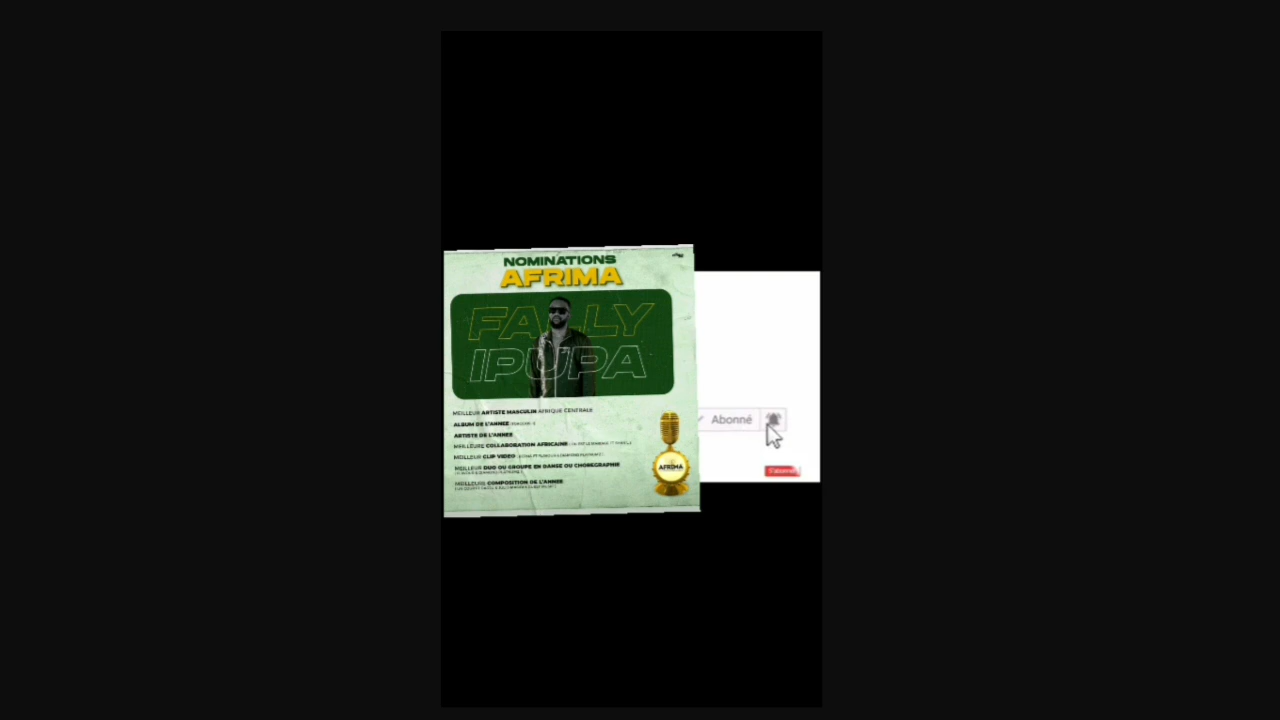 NOMINATIONS
AFRIMA
FALLY
IPUPA
MEILLEUR ARTISTE MASCULIN AFRIQUE CENTRALE
ALBUM DE L'ANNEE
ARTISTE DE L'ANNEE
MEILLEURE COLLABORATION AFRICAINE
MEILLEUR CLIP VIDEO
MEILLEUR DUO OU GROUPE EN DANSE OU CHOREGRAPHIE
MEILLEURE COMPOSITION DE L'ANNEE
AFRIMA
Abonné
S'abonner